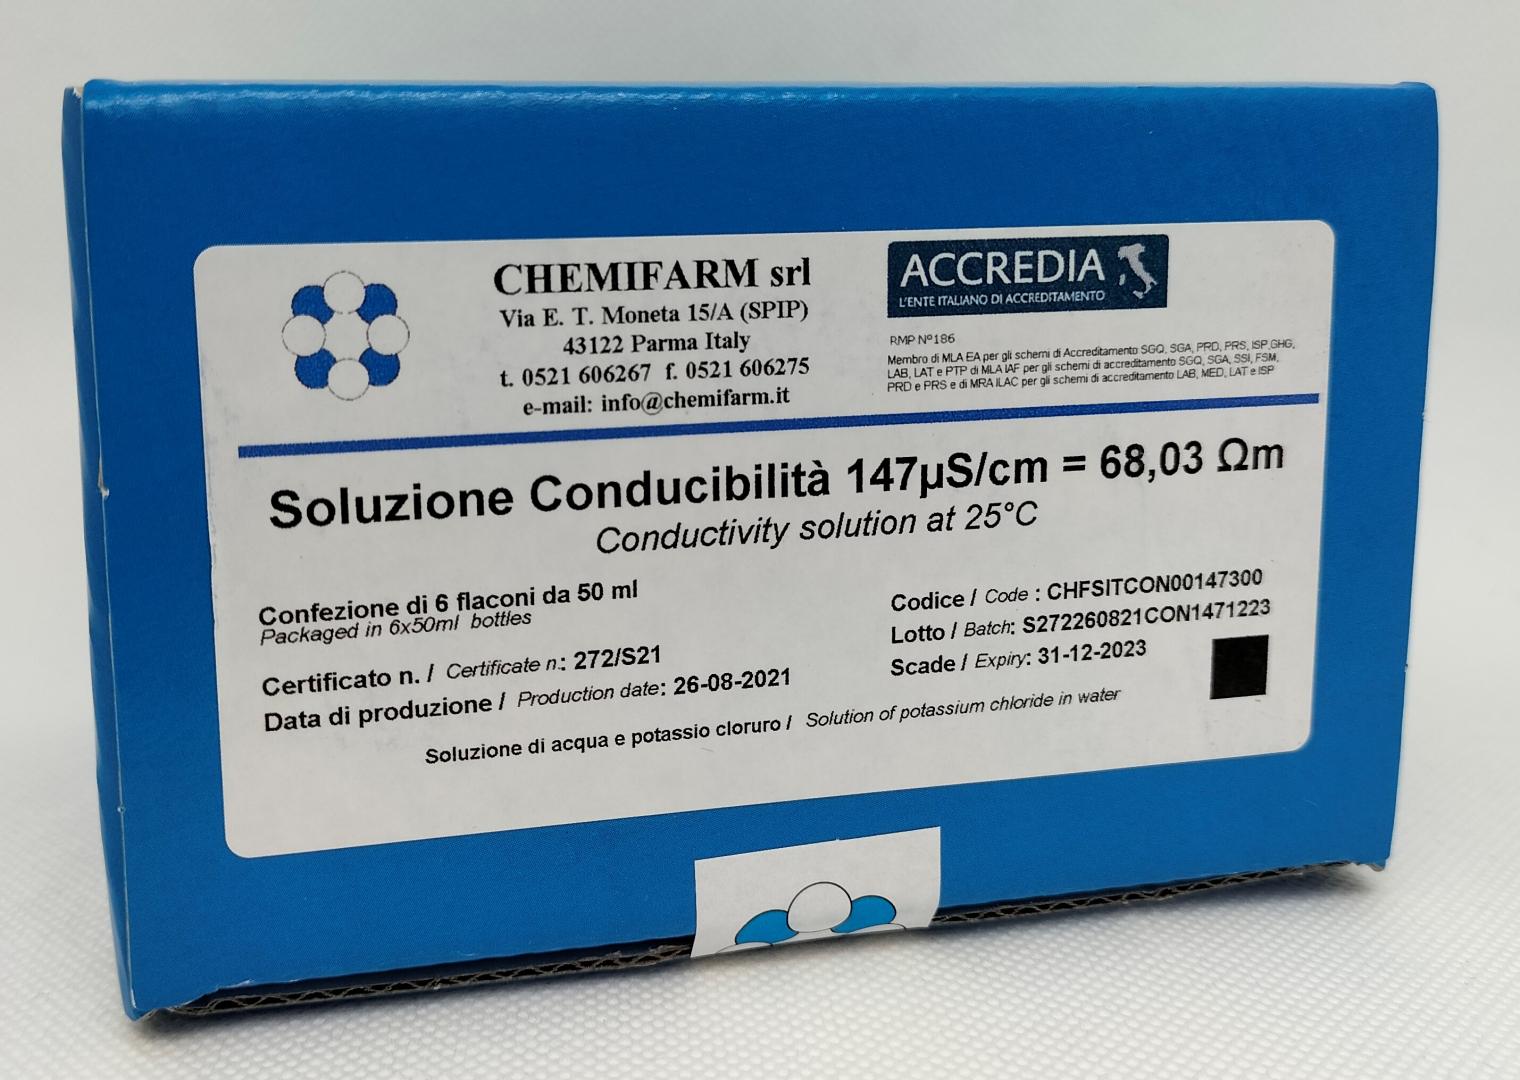 CHEMIFARM srl
Via E. T. Moneta 15/A (SPIP)
43122 Parma Italy
t. 0521 606267 f. 0521 606275
e-mail: info@chemifarm.it
ACCREDIA
L'ENTE ITALIANO DI ACCREDITAMENTO
RMP N°186
Membro di MLA EA per gli schemi di Accreditamento SGQ, SGA, PRD, PRS, ISP,GHG,
LAB, LAT e PTP di MLA IAF per gli schemi di accreditamento SGQ, SGA, SSI, FSM,
PRD e PRS e di MRA ILAC per gli schemi di accreditamento LAB, MED, LAT e ISP
Soluzione Conducibilità 147µS/cm = 68,03 Ωm
Conductivity solution at 25°C
Confezione di 6 flaconi da 50 ml
Packaged in 6x50ml bottles
Certificato n. / Certificate n.: 272/S21
Data di produzione / Production date: 26-08-2021
Codice / Code : CHFSITCON00147300
Lotto / Batch: S272260821CON1471223
Scade / Expiry: 31-12-2023
Soluzione di acqua e potassio cloruro / Solution of potassium chloride in water